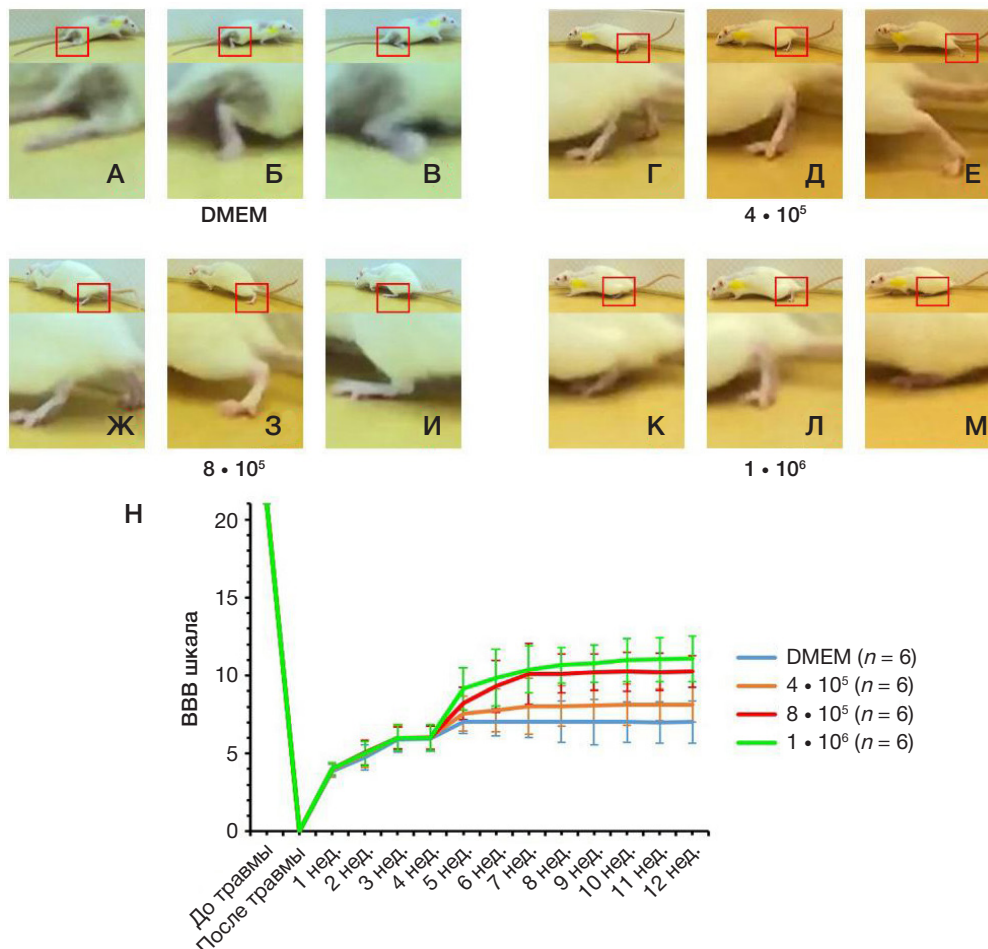 А Б В
DMEM
Г Д Е
4 • 10⁵
Ж З И
8 • 10⁵
К Л М
1 • 10⁶
Н
BBB шкала
20
15
10
5
0
До травмы
После травмы
1 нед.
2 нед.
3 нед.
4 нед.
5 нед.
6 нед.
7 нед.
8 нед.
9 нед.
10 нед.
11 нед.
12 нед.
DMEM (n = 6)
4 • 10⁵ (n = 6)
8 • 10⁵ (n = 6)
1 • 10⁶ (n = 6)